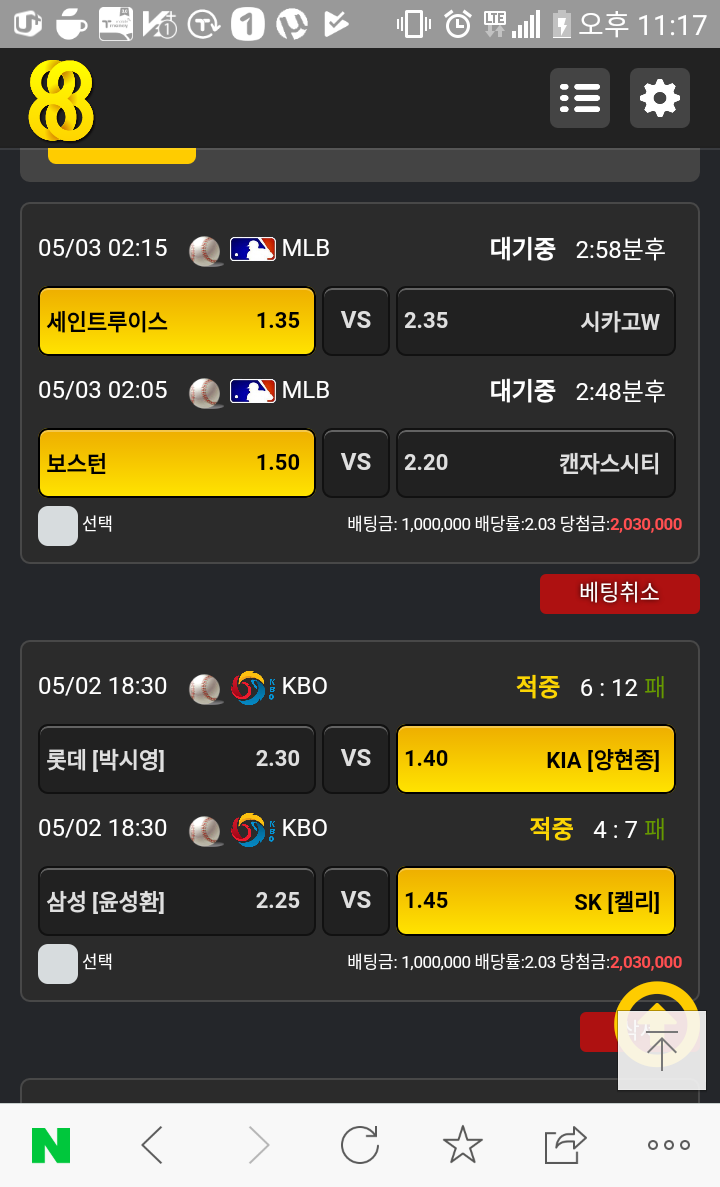 오후 11:17
88
05/03 02:15 MLB 대기중 2:58분후
세인트루이스 1.35 VS 2.35 시카고W
05/03 02:05 MLB 대기중 2:48분후
보스턴 1.50 VS 2.20 캔자스시티
선택 배팅금: 1,000,000 배당률:2.03 당첨금:2,030,000
베팅취소
05/02 18:30 KBO 적중 6 : 12 패
롯데 [박시영] 2.30 VS 1.40 KIA [양현종]
05/02 18:30 KBO 적중 4 : 7 패
삼성 [윤성환] 2.25 VS 1.45 SK [켈리]
선택 배팅금: 1,000,000 배당률:2.03 당첨금:2,030,000